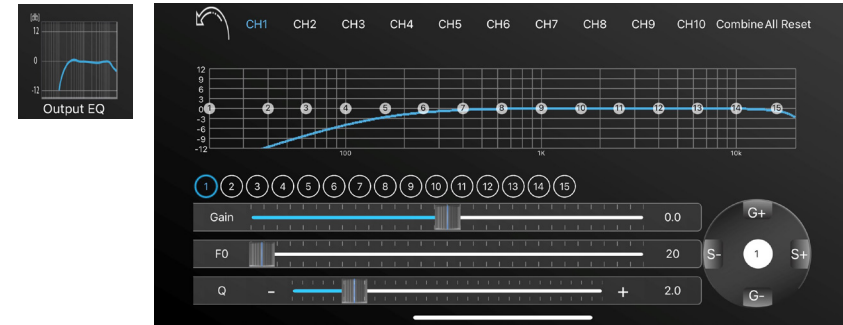 [db]
12
0
-12
Output EQ
CH1 CH2 CH3 CH4 CH5 CH6 CH7 CH8 CH9 CH10 Combine All Reset
12
9
6
3
0
-3
-6
-9
-12
1 2 3 4 5 6 7 8 9 10 11 12 13 14 15
100 1K 10k
1 2 3 4 5 6 7 8 9 10 11 12 13 14 15
Gain 0.0
F0 20
Q - + 2.0
G+
S- 1 S+
G-